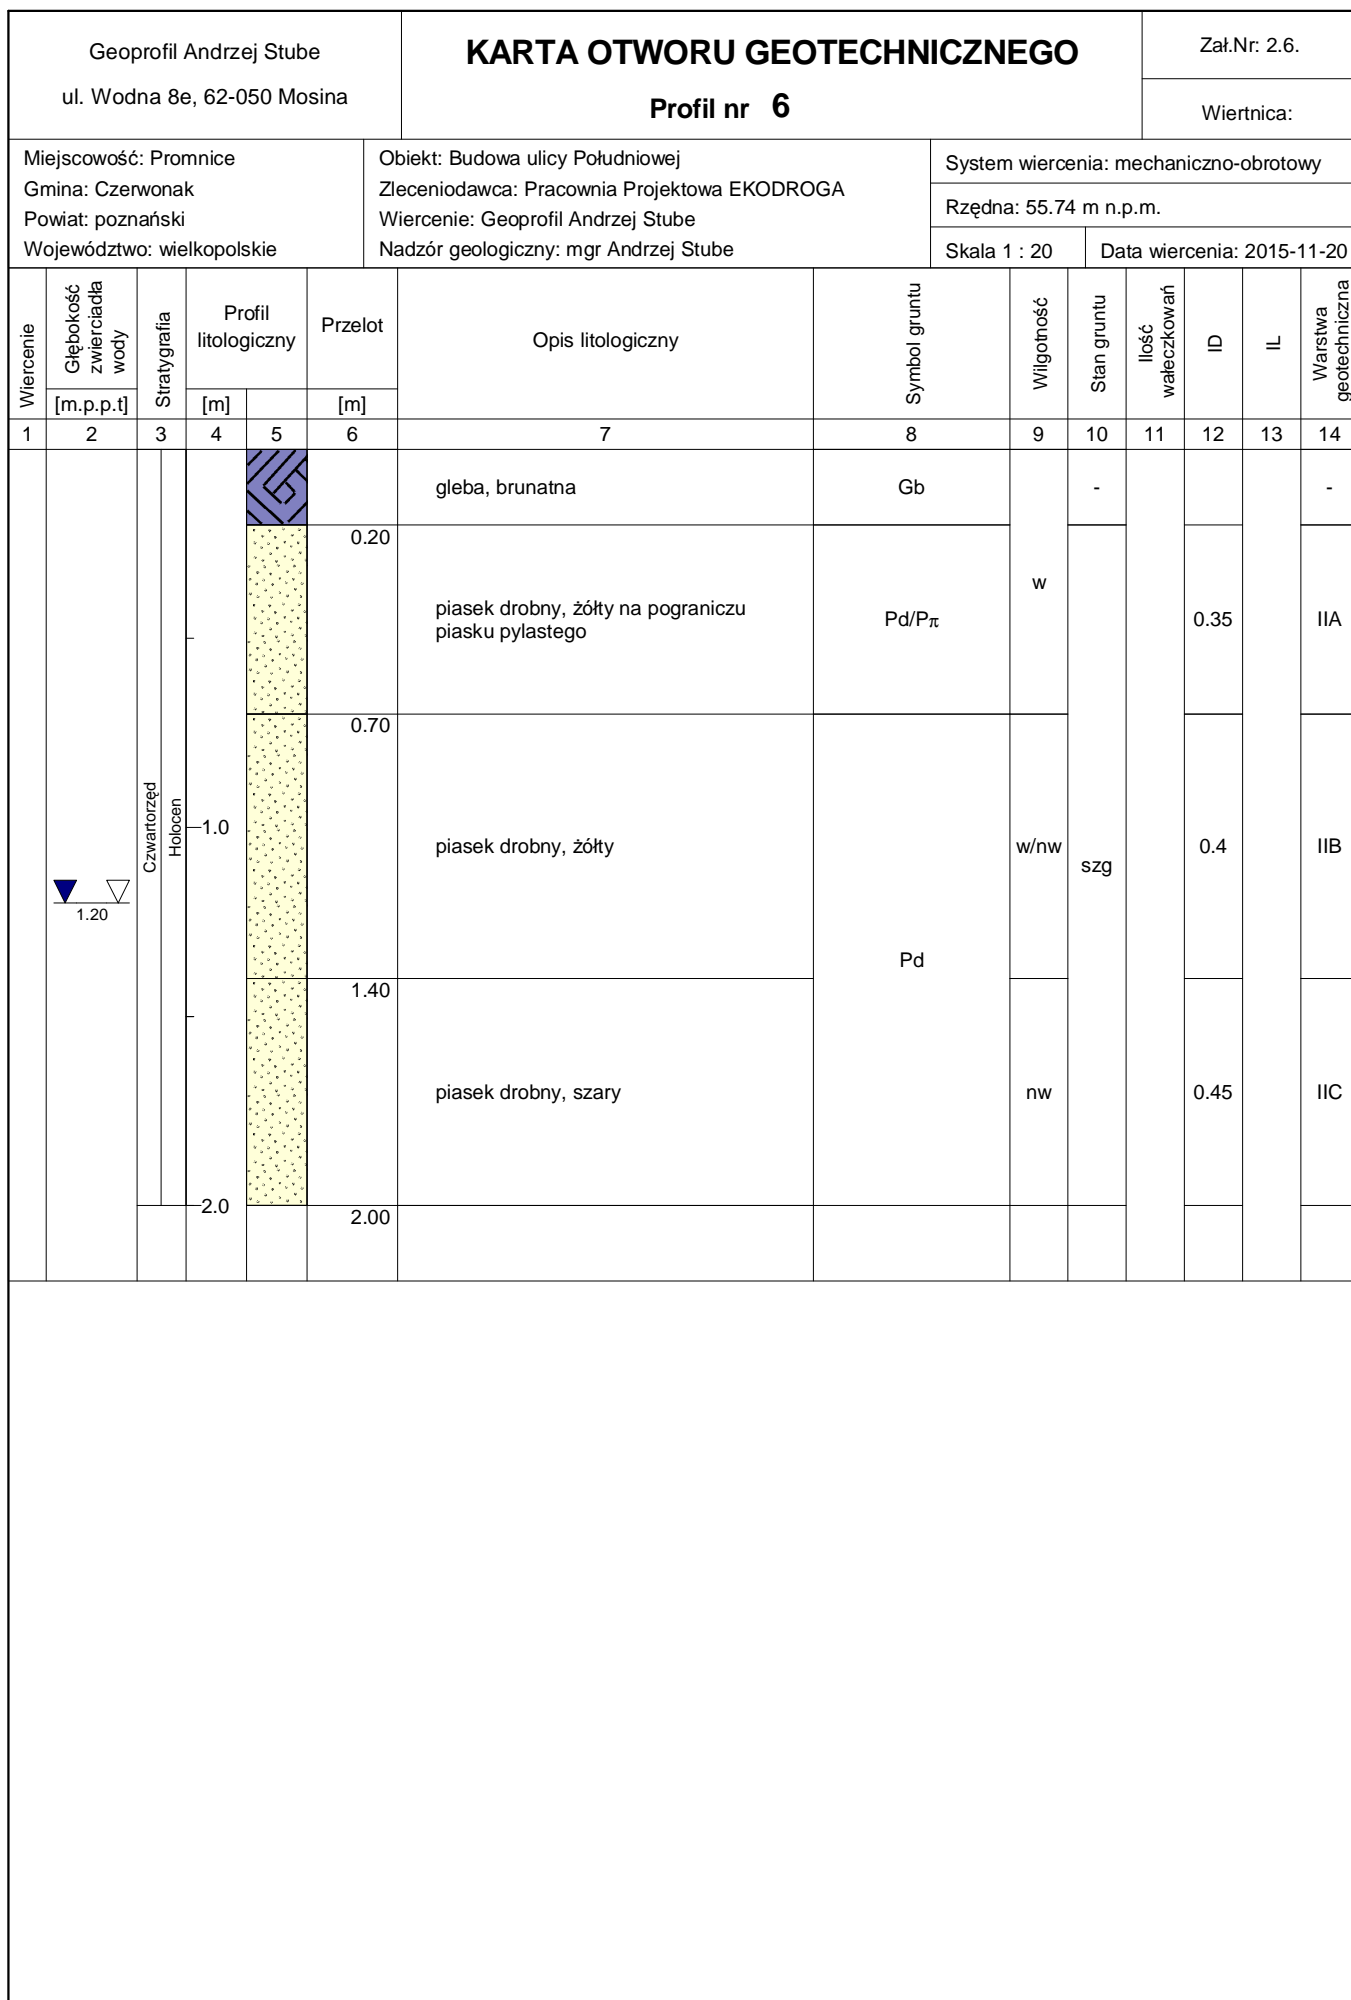 Geoprofil Andrzej Stube
ul. Wodna 8e, 62-050 Mosina
KARTA OTWORU GEOTECHNICZNEGO
Profil nr 6
Zał.Nr: 2.6.
Wiertnica:
Miejscowość: Promnice
Gmina: Czerwonak
Powiat: poznański
Województwo: wielkopolskie
Obiekt: Budowa ulicy Południowej
Zleceniodawca: Pracownia Projektowa EKODROGA
Wiercenie: Geoprofil Andrzej Stube
Nadzór geologiczny: mgr Andrzej Stube
System wiercenia: mechaniczno-obrotowy
Rzędna: 55.74 m n.p.m.
Skala 1 : 20
Data wiercenia: 2015-11-20
Wiercenie
Głębokość
zwierciadła
wody
[m.p.p.t]
Stratygrafia
Profil
litologiczny
[m]
Przelot
[m]
Opis litologiczny
Symbol gruntu
Wilgotność
Stan gruntu
Ilość
wałeczkowań
ID
IL
Warstwa
geotechniczna
1 2 3 4 5 6 7 8 9 10 11 12 13 14
gleba, brunatna
Gb
-
-
0.20
piasek drobny, żółty na pograniczu
piasku pylastego
Pd/Pπ
w
0.35
IIA
0.70
Czwartorzęd
Holocen
1.0
piasek drobny, żółty
w/nw
szg
0.4
IIB
1.20
Pd
1.40
piasek drobny, szary
nw
0.45
IIC
2.0
2.00